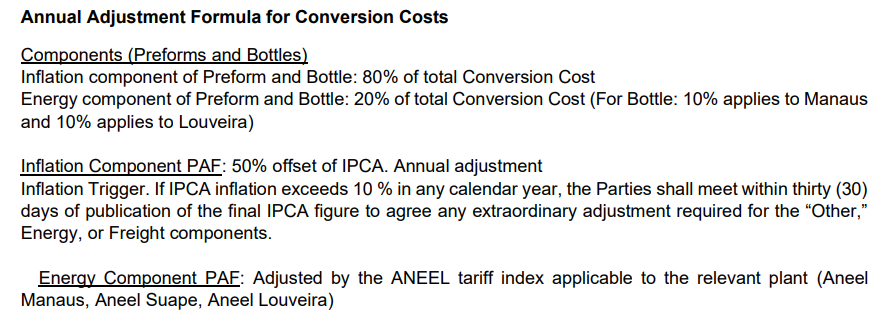 Annual Adjustment Formula for Conversion Costs
Components (Preforms and Bottles)
Inflation component of Preform and Bottle: 80% of total Conversion Cost
Energy component of Preform and Bottle: 20% of total Conversion Cost (For Bottle: 10% applies to Manaus
and 10% applies to Louveira)
Inflation Component PAF: 50% offset of IPCA. Annual adjustment
Inflation Trigger. If IPCA inflation exceeds 10 % in any calendar year, the Parties shall meet within thirty (30)
days of publication of the final IPCA figure to agree any extraordinary adjustment required for the “Other,”
Energy, or Freight components.
Energy Component PAF: Adjusted by the ANEEL tariff index applicable to the relevant plant (Aneel
Manaus, Aneel Suape, Aneel Louveira)